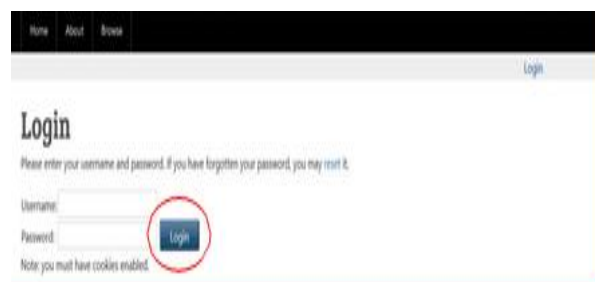 Home About Browse
Login
Login
Please enter your username and password. If you have forgotten your password, you may reset it.
Username:
Password: Login
Note: you must have cookies enabled.